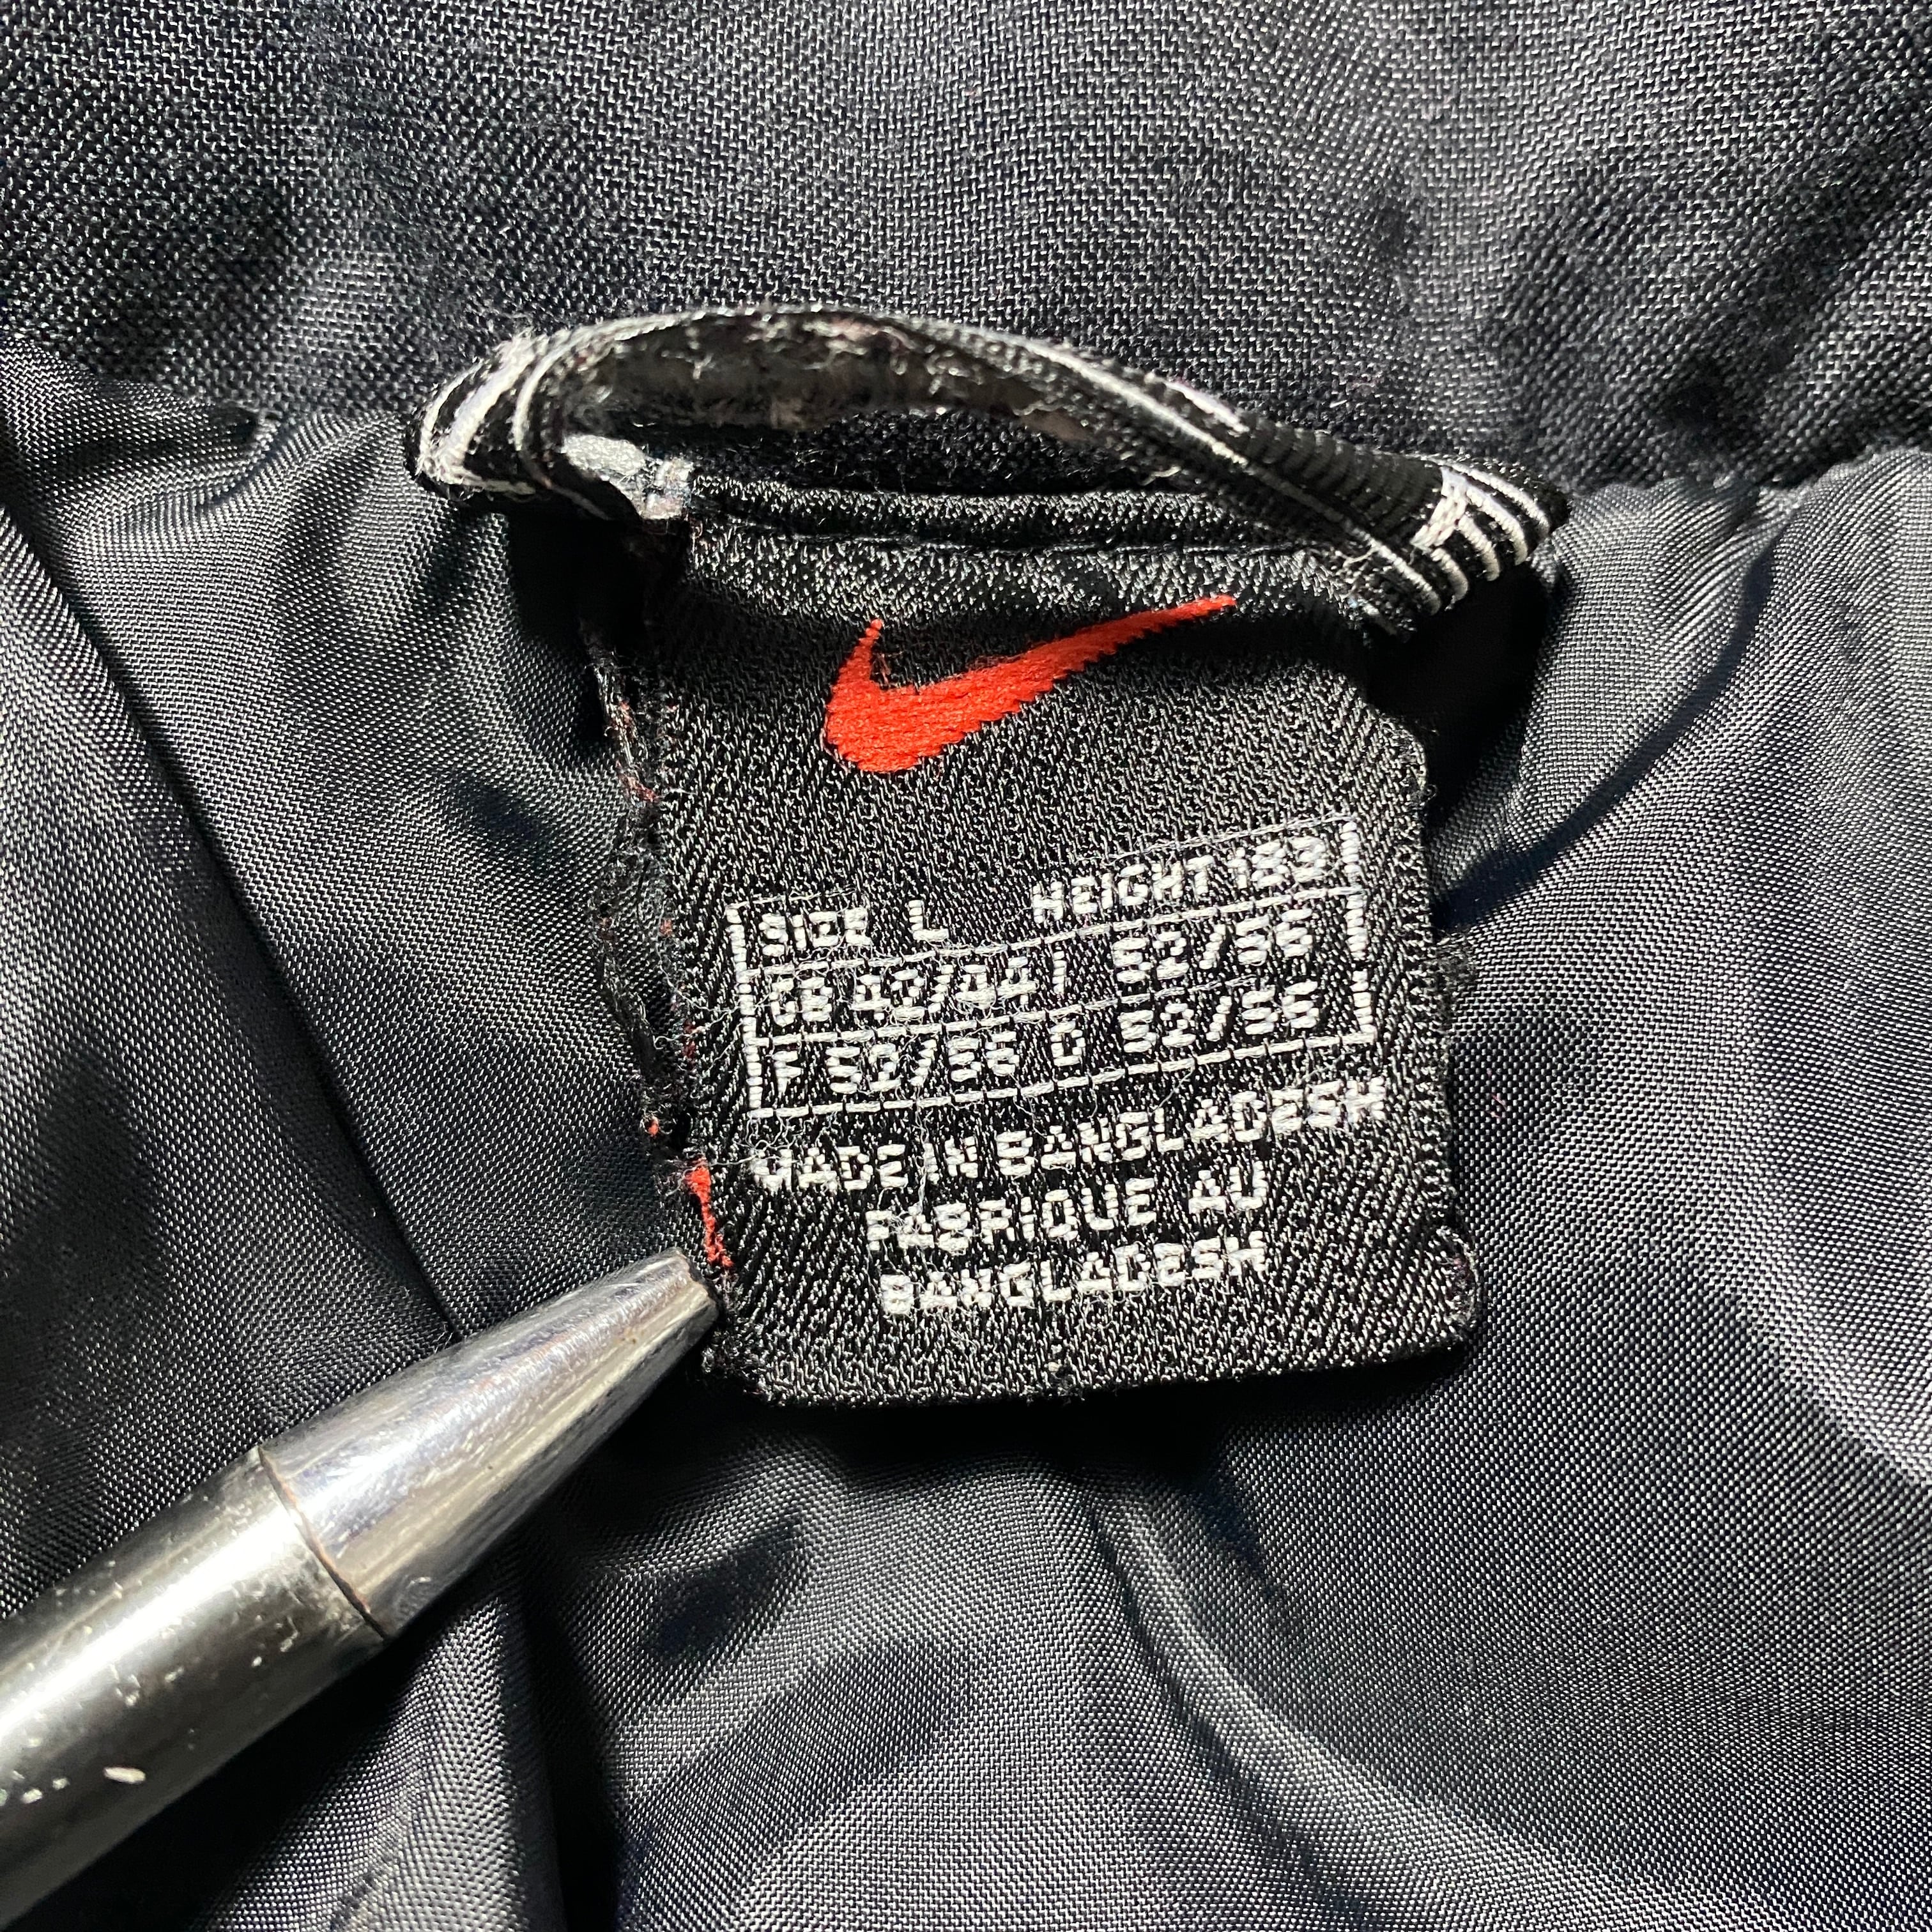 SIZE L HEIGHT 183
GB 42/44 I 52/56
F 52/56 D 52/56
MADE IN BANGLADESH
FABRIQUE AU
BANGLADESH